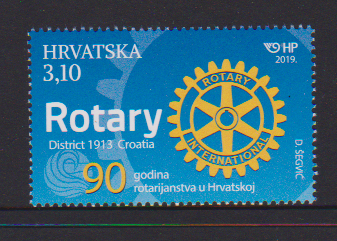 HRVATSKA
3,10
HP
2019.
Rotary
District 1913 Croatia
ROTARY
INTERNATIONAL
D. ŠEGVIĆ
90 godina
rotarijanstva u Hrvatskoj